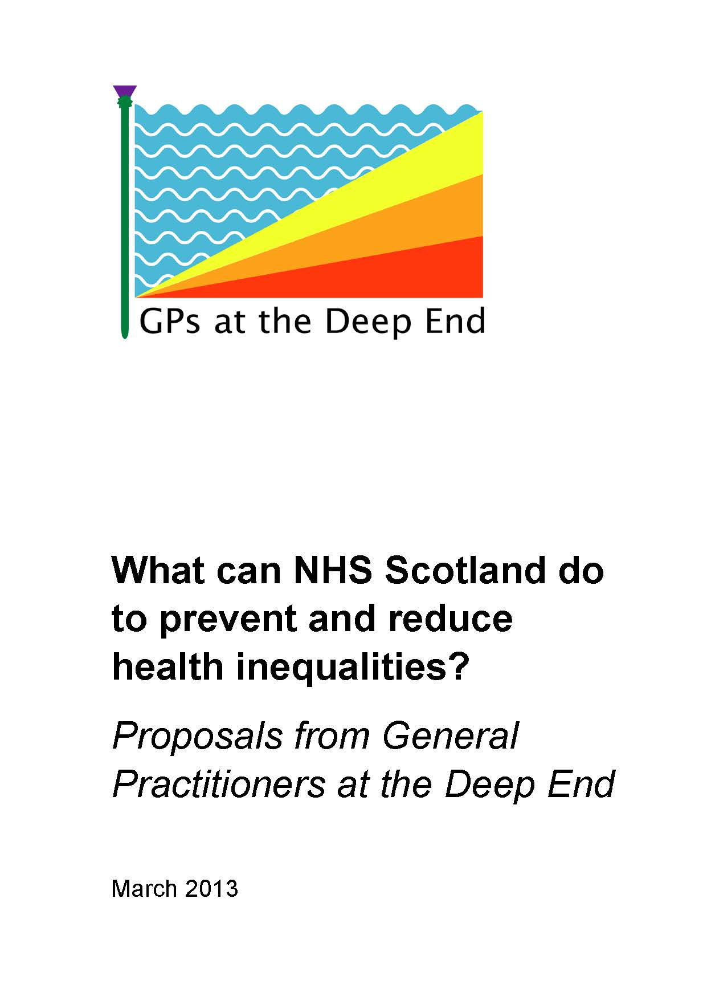 GPs at the Deep End
What can NHS Scotland do
to prevent and reduce
health inequalities?
Proposals from General
Practitioners at the Deep End
March 2013